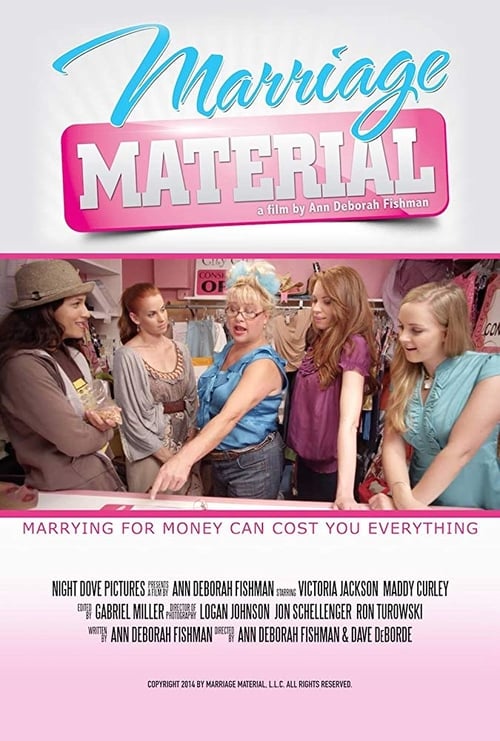 Marriage
MATERIAL
a film by Ann Deborah Fishman
MARRYING FOR MONEY CAN COST YOU EVERYTHING
NIGHT DOVE PICTURES PRESENTS A FILM BY ANN DEBORAH FISHMAN STARRING VICTORIA JACKSON MADDY CURLEY
EDITED BY GABRIEL MILLER DIRECTOR OF PHOTOGRAPHY LOGAN JOHNSON JON SCHELLENGER RON TUROWSKI
WRITTEN BY ANN DEBORAH FISHMAN DIRECTED BY ANN DEBORAH FISHMAN & DAVE DEBORDE
COPYRIGHT 2014 BY MARRIAGE MATERIAL, L.L.C. ALL RIGHTS RESERVED.